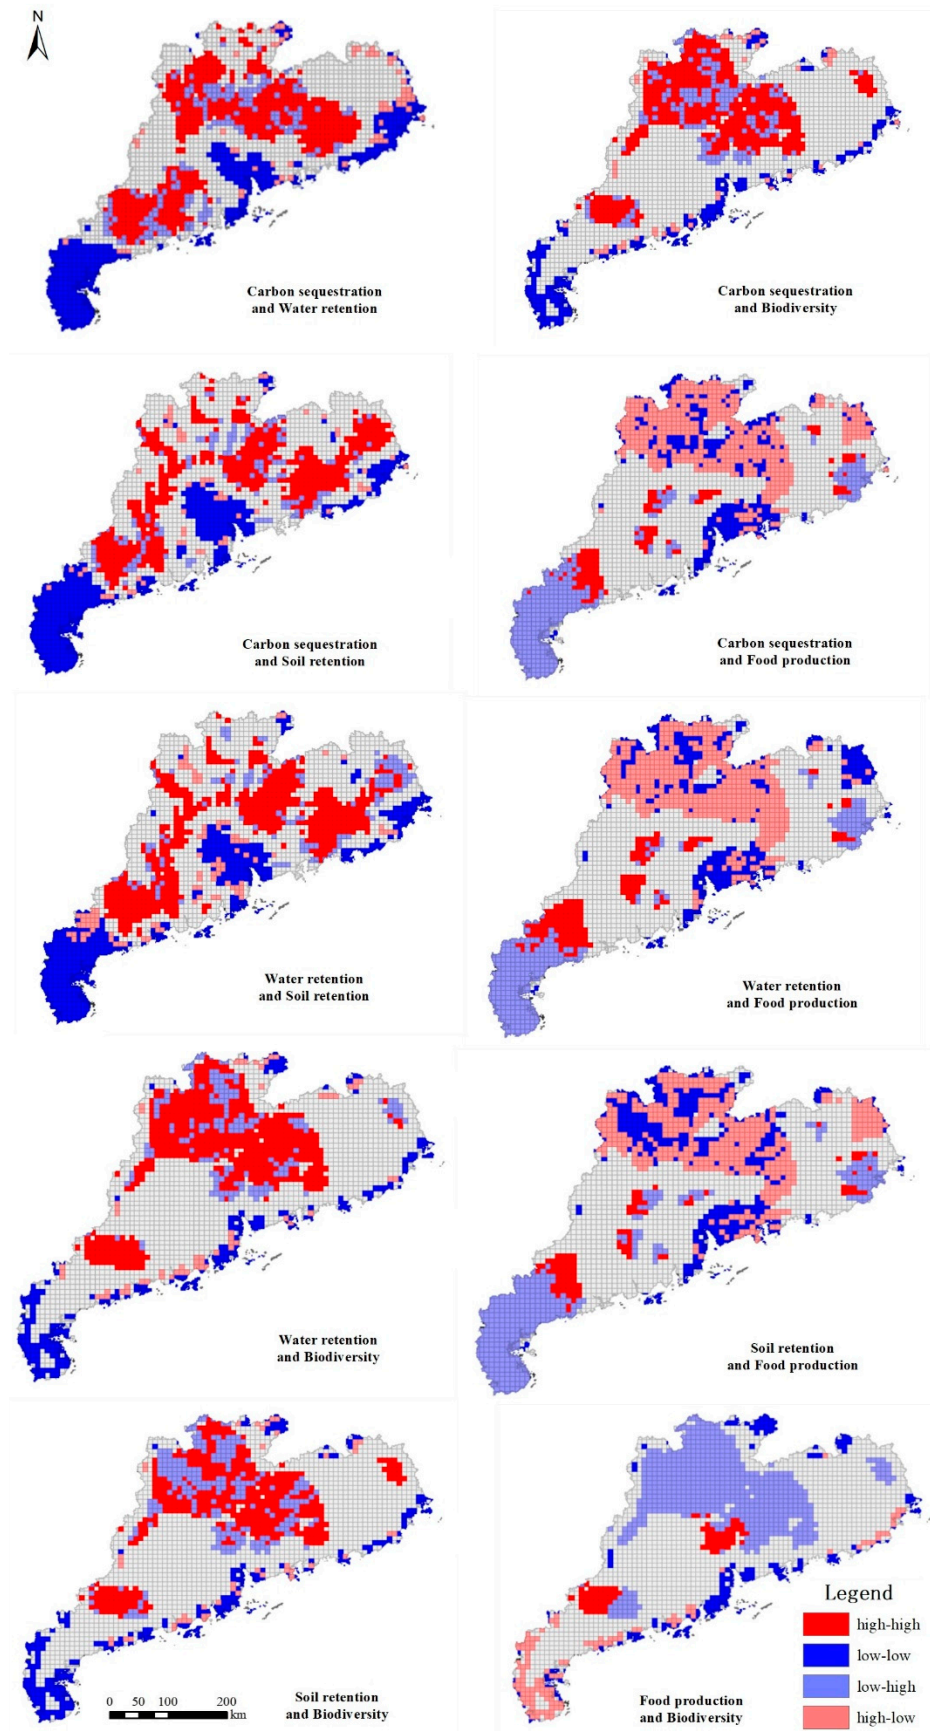 N
Carbon sequestration
and Water retention
Carbon sequestration
and Biodiversity
Carbon sequestration
and Soil retention
Carbon sequestration
and Food production
Water retention
and Soil retention
Water retention
and Food production
Water retention
and Biodiversity
Soil retention
and Food production
Soil retention
and Biodiversity
0 50 100 200
km
Food production
and Biodiversity
Legend
high-high
low-low
low-high
high-low